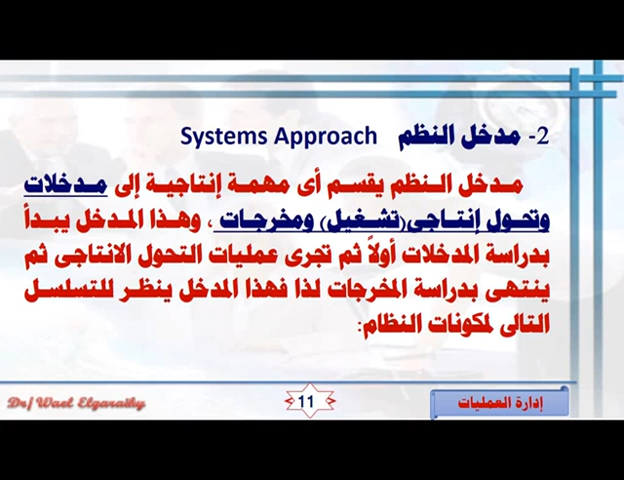 2- مدخل النظم Systems Approach
مدخل النظم يقسم أى مهمة إنتاجية إلى مدخلات
وتحول إنتاجى(تشغيل) ومخرجات ، وهذا المدخل يبدأ
بدراسة المدخلات أولاً ثم تجرى عمليات التحول الانتاجى ثم
ينتهى بدراسة المخرجات لذا فهذا المدخل ينظر للتسلسل
التالى لمكونات النظام:
إدارة العمليات
11
Dr/Wael Elgaraihy